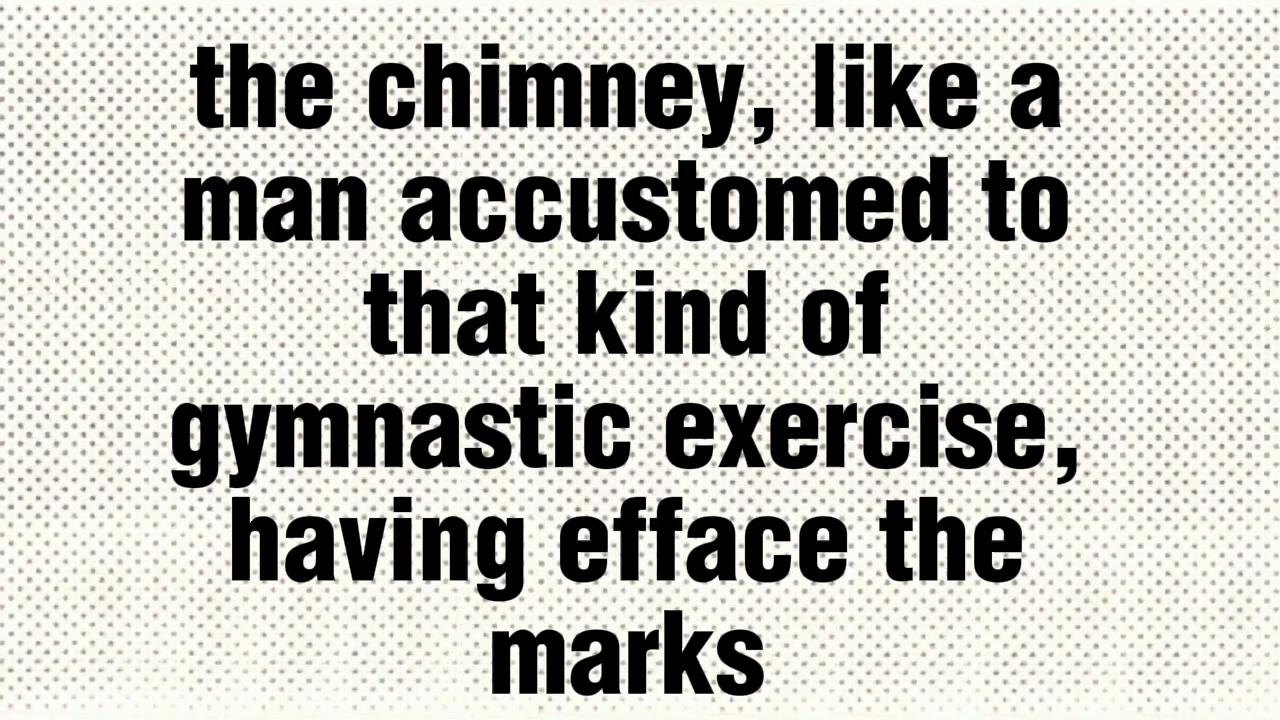 the chimney, like a
man accustomed to
that kind of
gymnastic exercise,
having efface the
marks